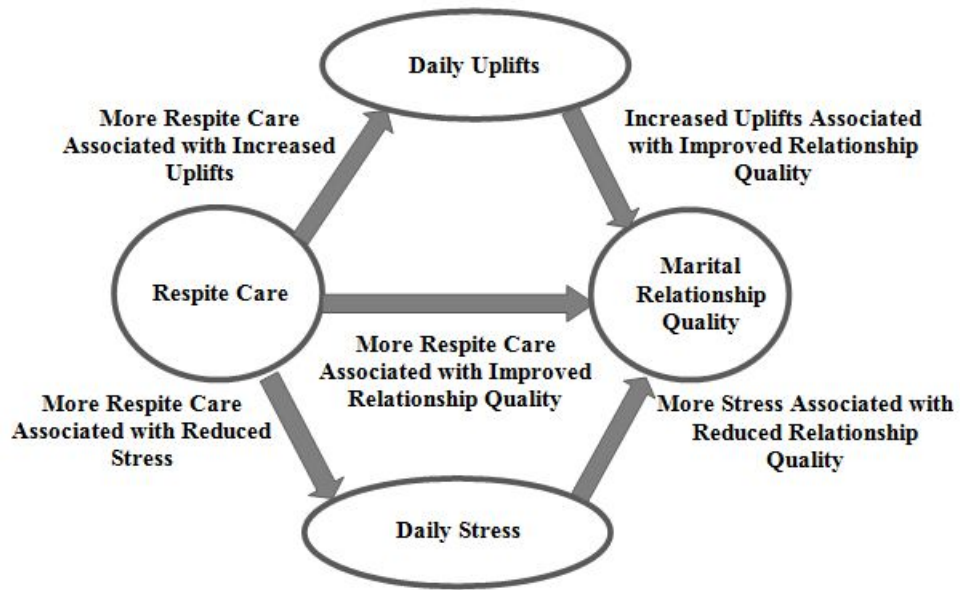 Daily Uplifts
More Respite Care
Associated with Increased
Uplifts
Increased Uplifts Associated
with Improved Relationship
Quality
Respite Care
Marital
Relationship
Quality
More Respite Care
Associated with Improved
Relationship Quality
More Respite Care
Associated with Reduced
Stress
More Stress Associated with
Reduced Relationship
Quality
Daily Stress